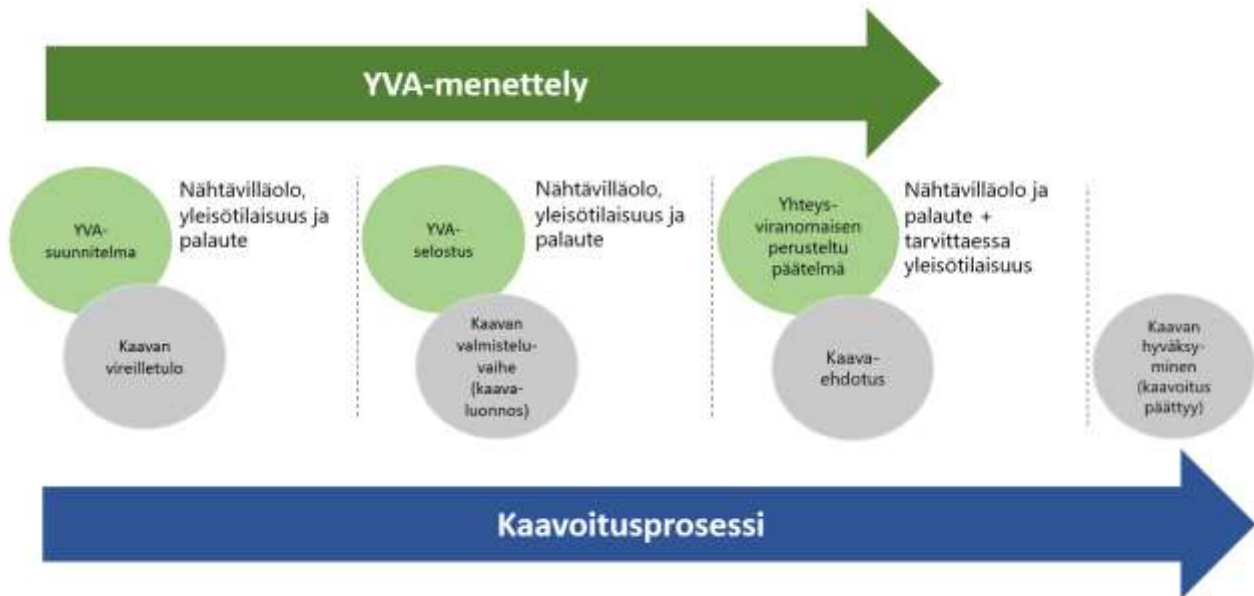 YVA-menettely
YVA-
suunnitelma
Nähtävilläolo,
yleisötilaisuus ja
palaute
Kaavan
vireilletulo
YVA-
selostus
Nähtävilläolo,
yleisötilaisuus ja
palaute
Kaavan
valmistelu-
vaihe
(kaava-
luonnos)
Yhteys-
viranomaisen
perusteltu
päätelmä
Nähtävilläolo ja
palaute +
tarvittaessa
yleisötilaisuus
Kaava-
ehdotus
Kaavan
hyväksy-
minen
(kaavoitus
päättyy)
Kaavoitusprosessi